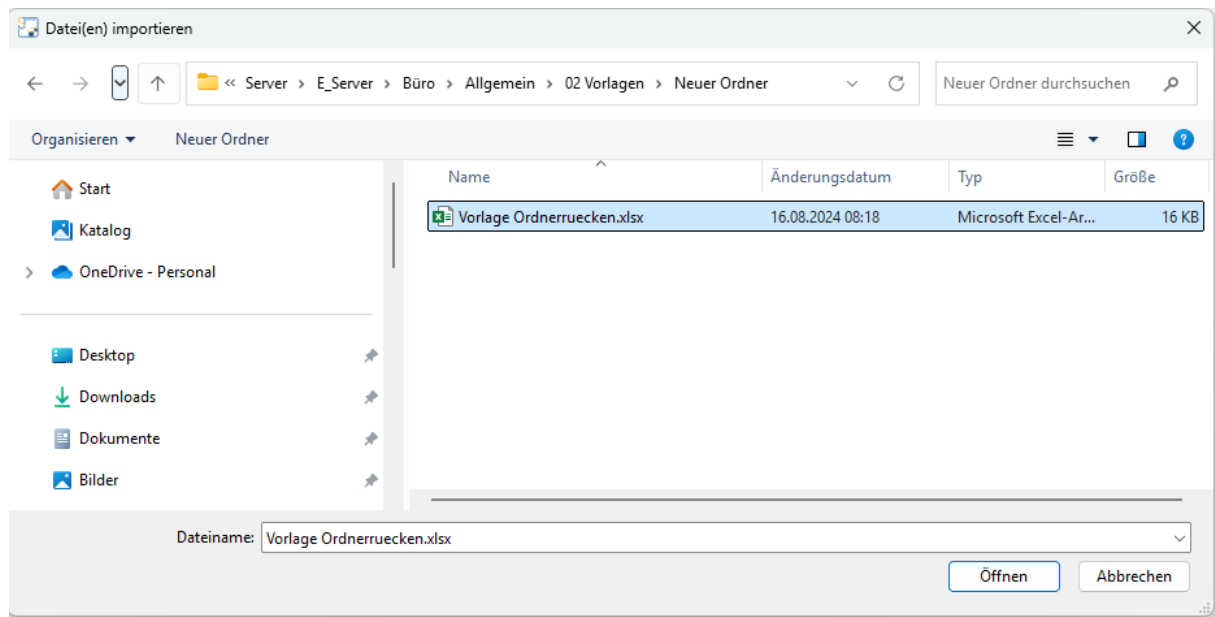 Datei(en) importieren
« Server > E_Server > Büro > Allgemein > 02 Vorlagen > Neuer Ordner
Neuer Ordner durchsuchen
Organisieren
Neuer Ordner
Start
Katalog
OneDrive - Personal
Desktop
Downloads
Dokumente
Bilder
Name Änderungsdatum Typ Größe
Vorlage Ordnerruecken.xlsx 16.08.2024 08:18 Microsoft Excel-Ar... 16 KB
Dateiname: Vorlage Ordnerruecken.xlsx
Öffnen Abbrechen